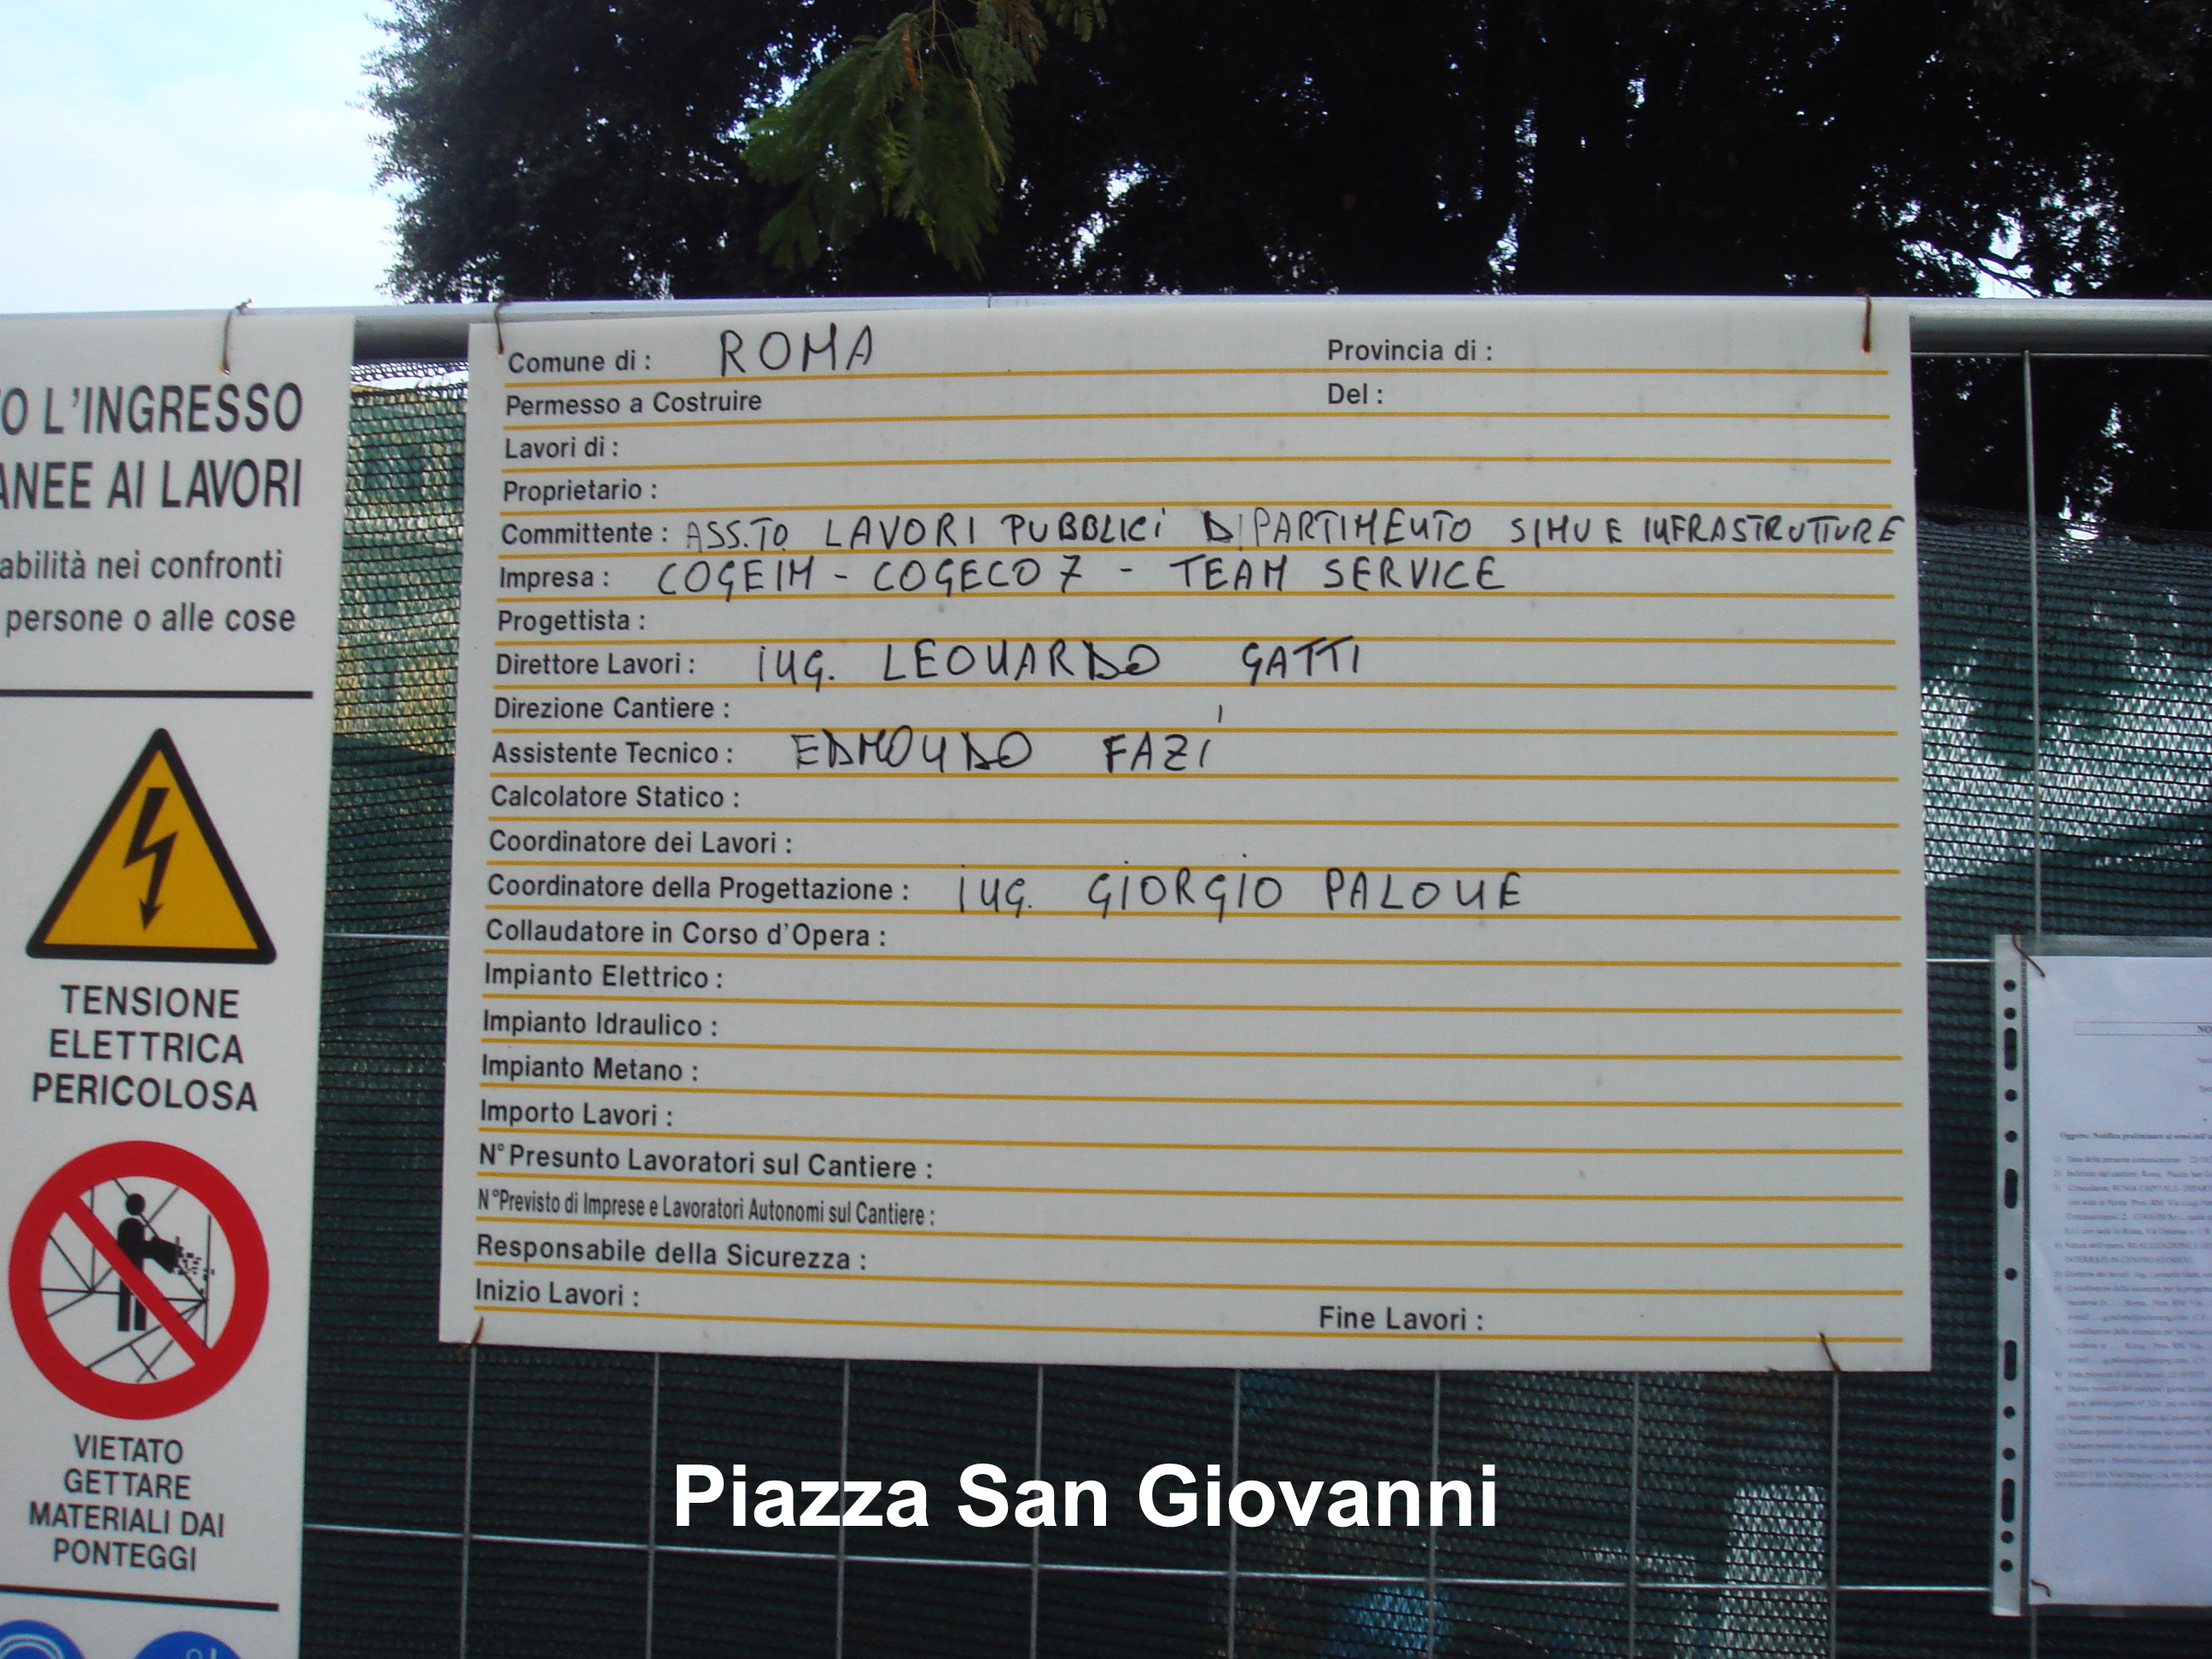 O L'INGRESSO
ANEE AI LAVORI
abilità nei confronti
persone o alle cose
TENSIONE
ELETTRICA
PERICOLOSA
VIETATO
GETTARE
MATERIALI DAI
PONTEGGI
Comune di : ROMA Provincia di :
Permesso a Costruire Del :
Lavori di :
Proprietario :
Committente : ASS.TO LAVORI PUBBLICI DIPARTIMENTO SIMU E INFRASTRUTTURE
Impresa : COGEIM - COGECO 7 - TEAM SERVICE
Progettista :
Direttore Lavori : ING. LEONARDO GATTI
Direzione Cantiere :
Assistente Tecnico : EDMONDO FAZI
Calcolatore Statico :
Coordinatore dei Lavori :
Coordinatore della Progettazione : ING. GIORGIO PALONE
Collaudatore in Corso d'Opera :
Impianto Elettrico :
Impianto Idraulico :
Impianto Metano :
Importo Lavori :
N° Presunto Lavoratori sul Cantiere :
N° Previsto di Imprese e Lavoratori Autonomi sul Cantiere :
Responsabile della Sicurezza :
Inizio Lavori : Fine Lavori :
Piazza San Giovanni